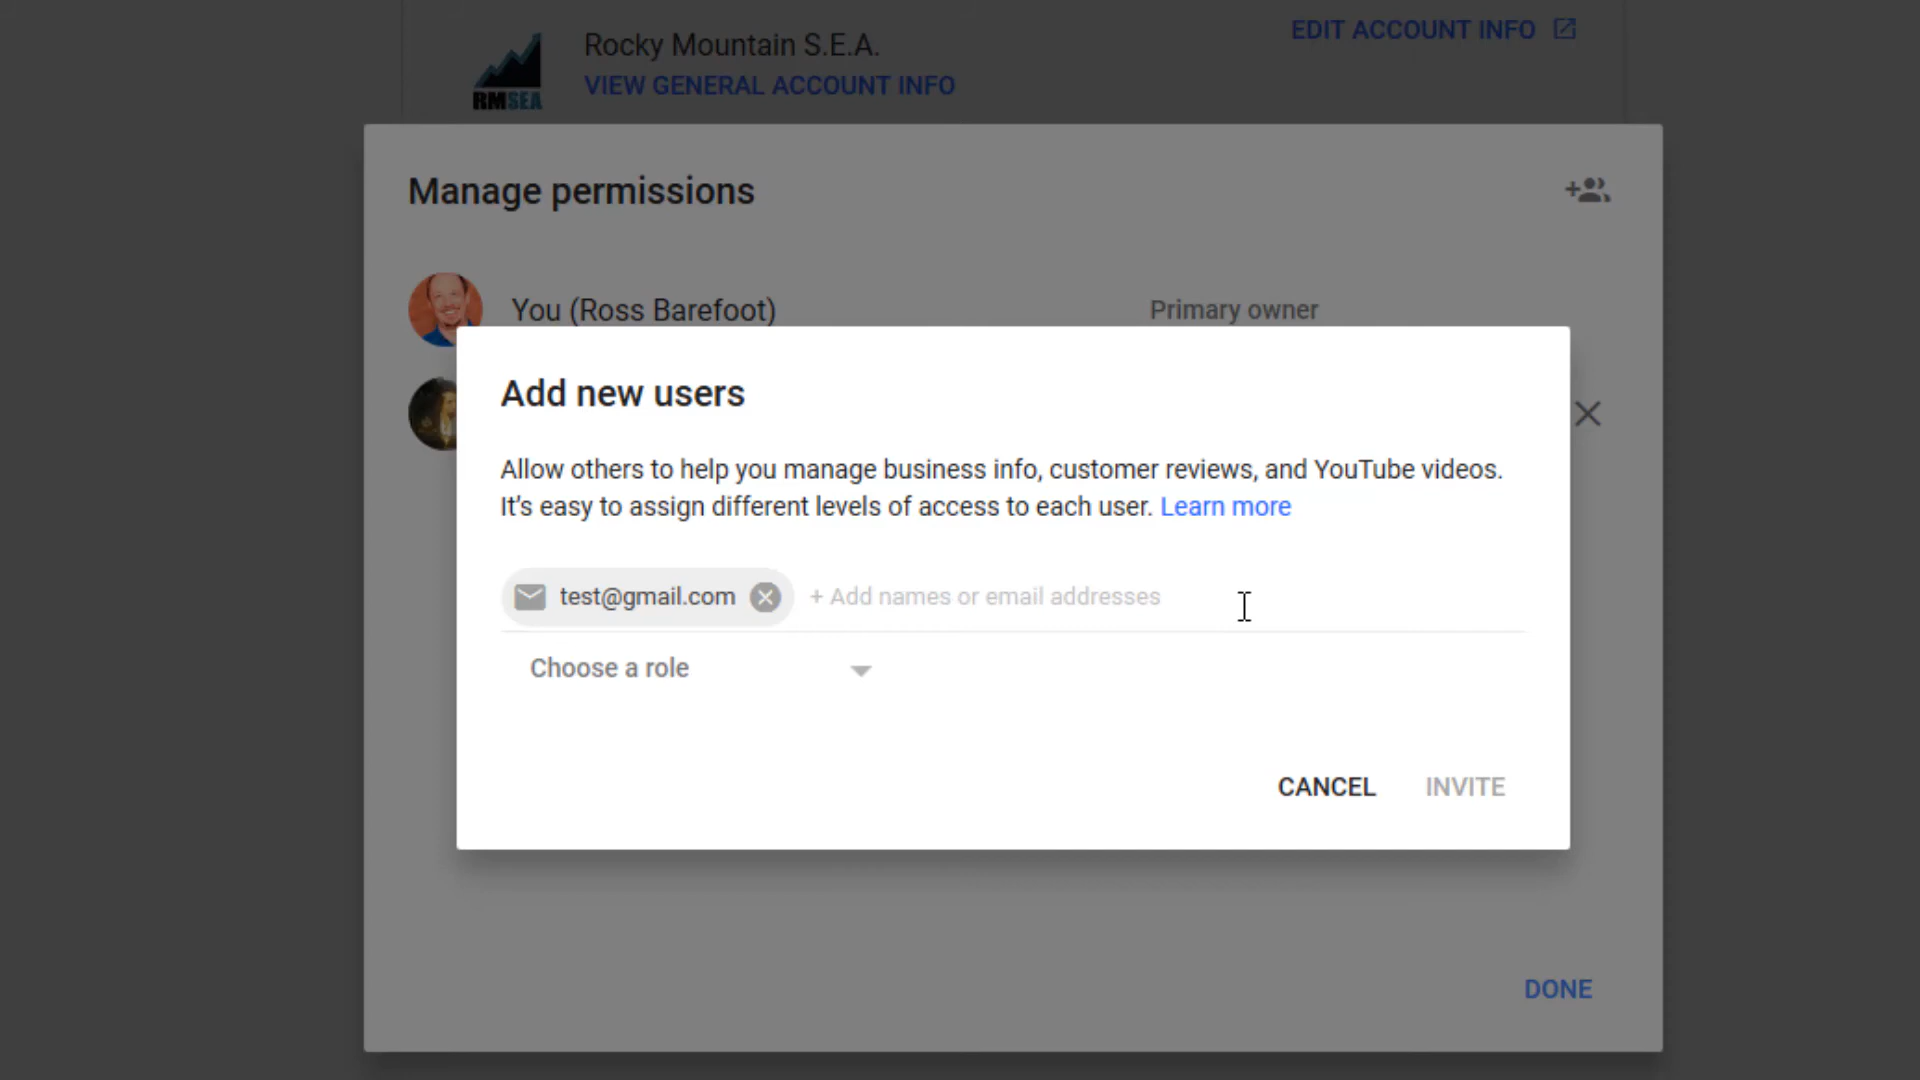 Rocky Mountain S.E.A.
EDIT ACCOUNT INFO
VIEW GENERAL ACCOUNT INFO
RMSEA
Manage permissions
You (Ross Barefoot)
Primary owner
Add new users
Allow others to help you manage business info, customer reviews, and YouTube videos.
It's easy to assign different levels of access to each user. Learn more
test@gmail.com
+ Add names or email addresses
Choose a role
CANCEL
INVITE
DONE